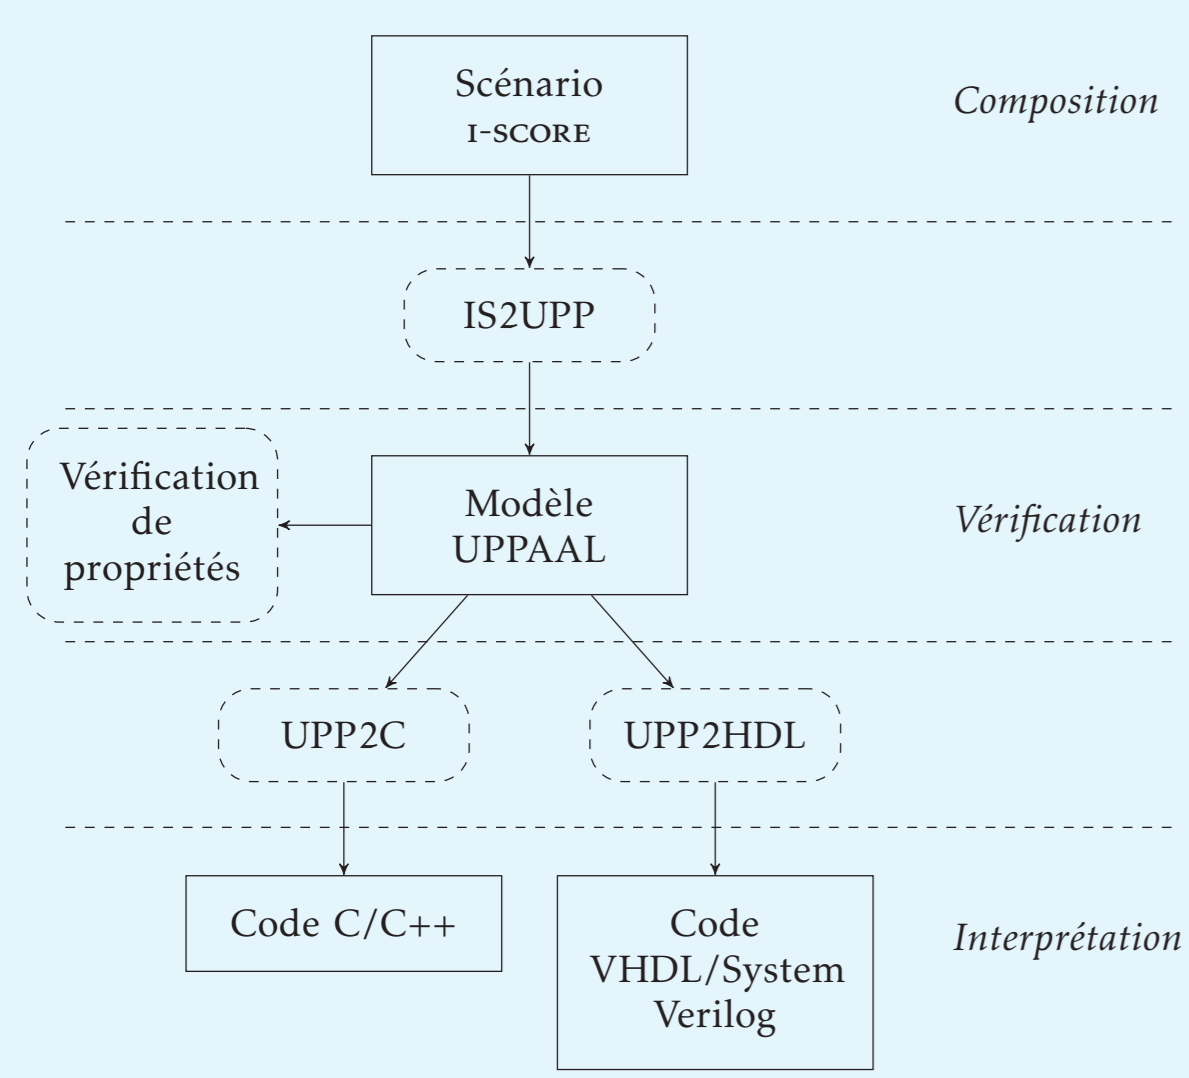 Scénario
I-SCORE
Composition
IS2UPP
Vérification
de
propriétés
Modèle
UPPAAL
Vérification
UPP2C
UPP2HDL
Code C/C++
Code
VHDL/System
Verilog
Interprétation